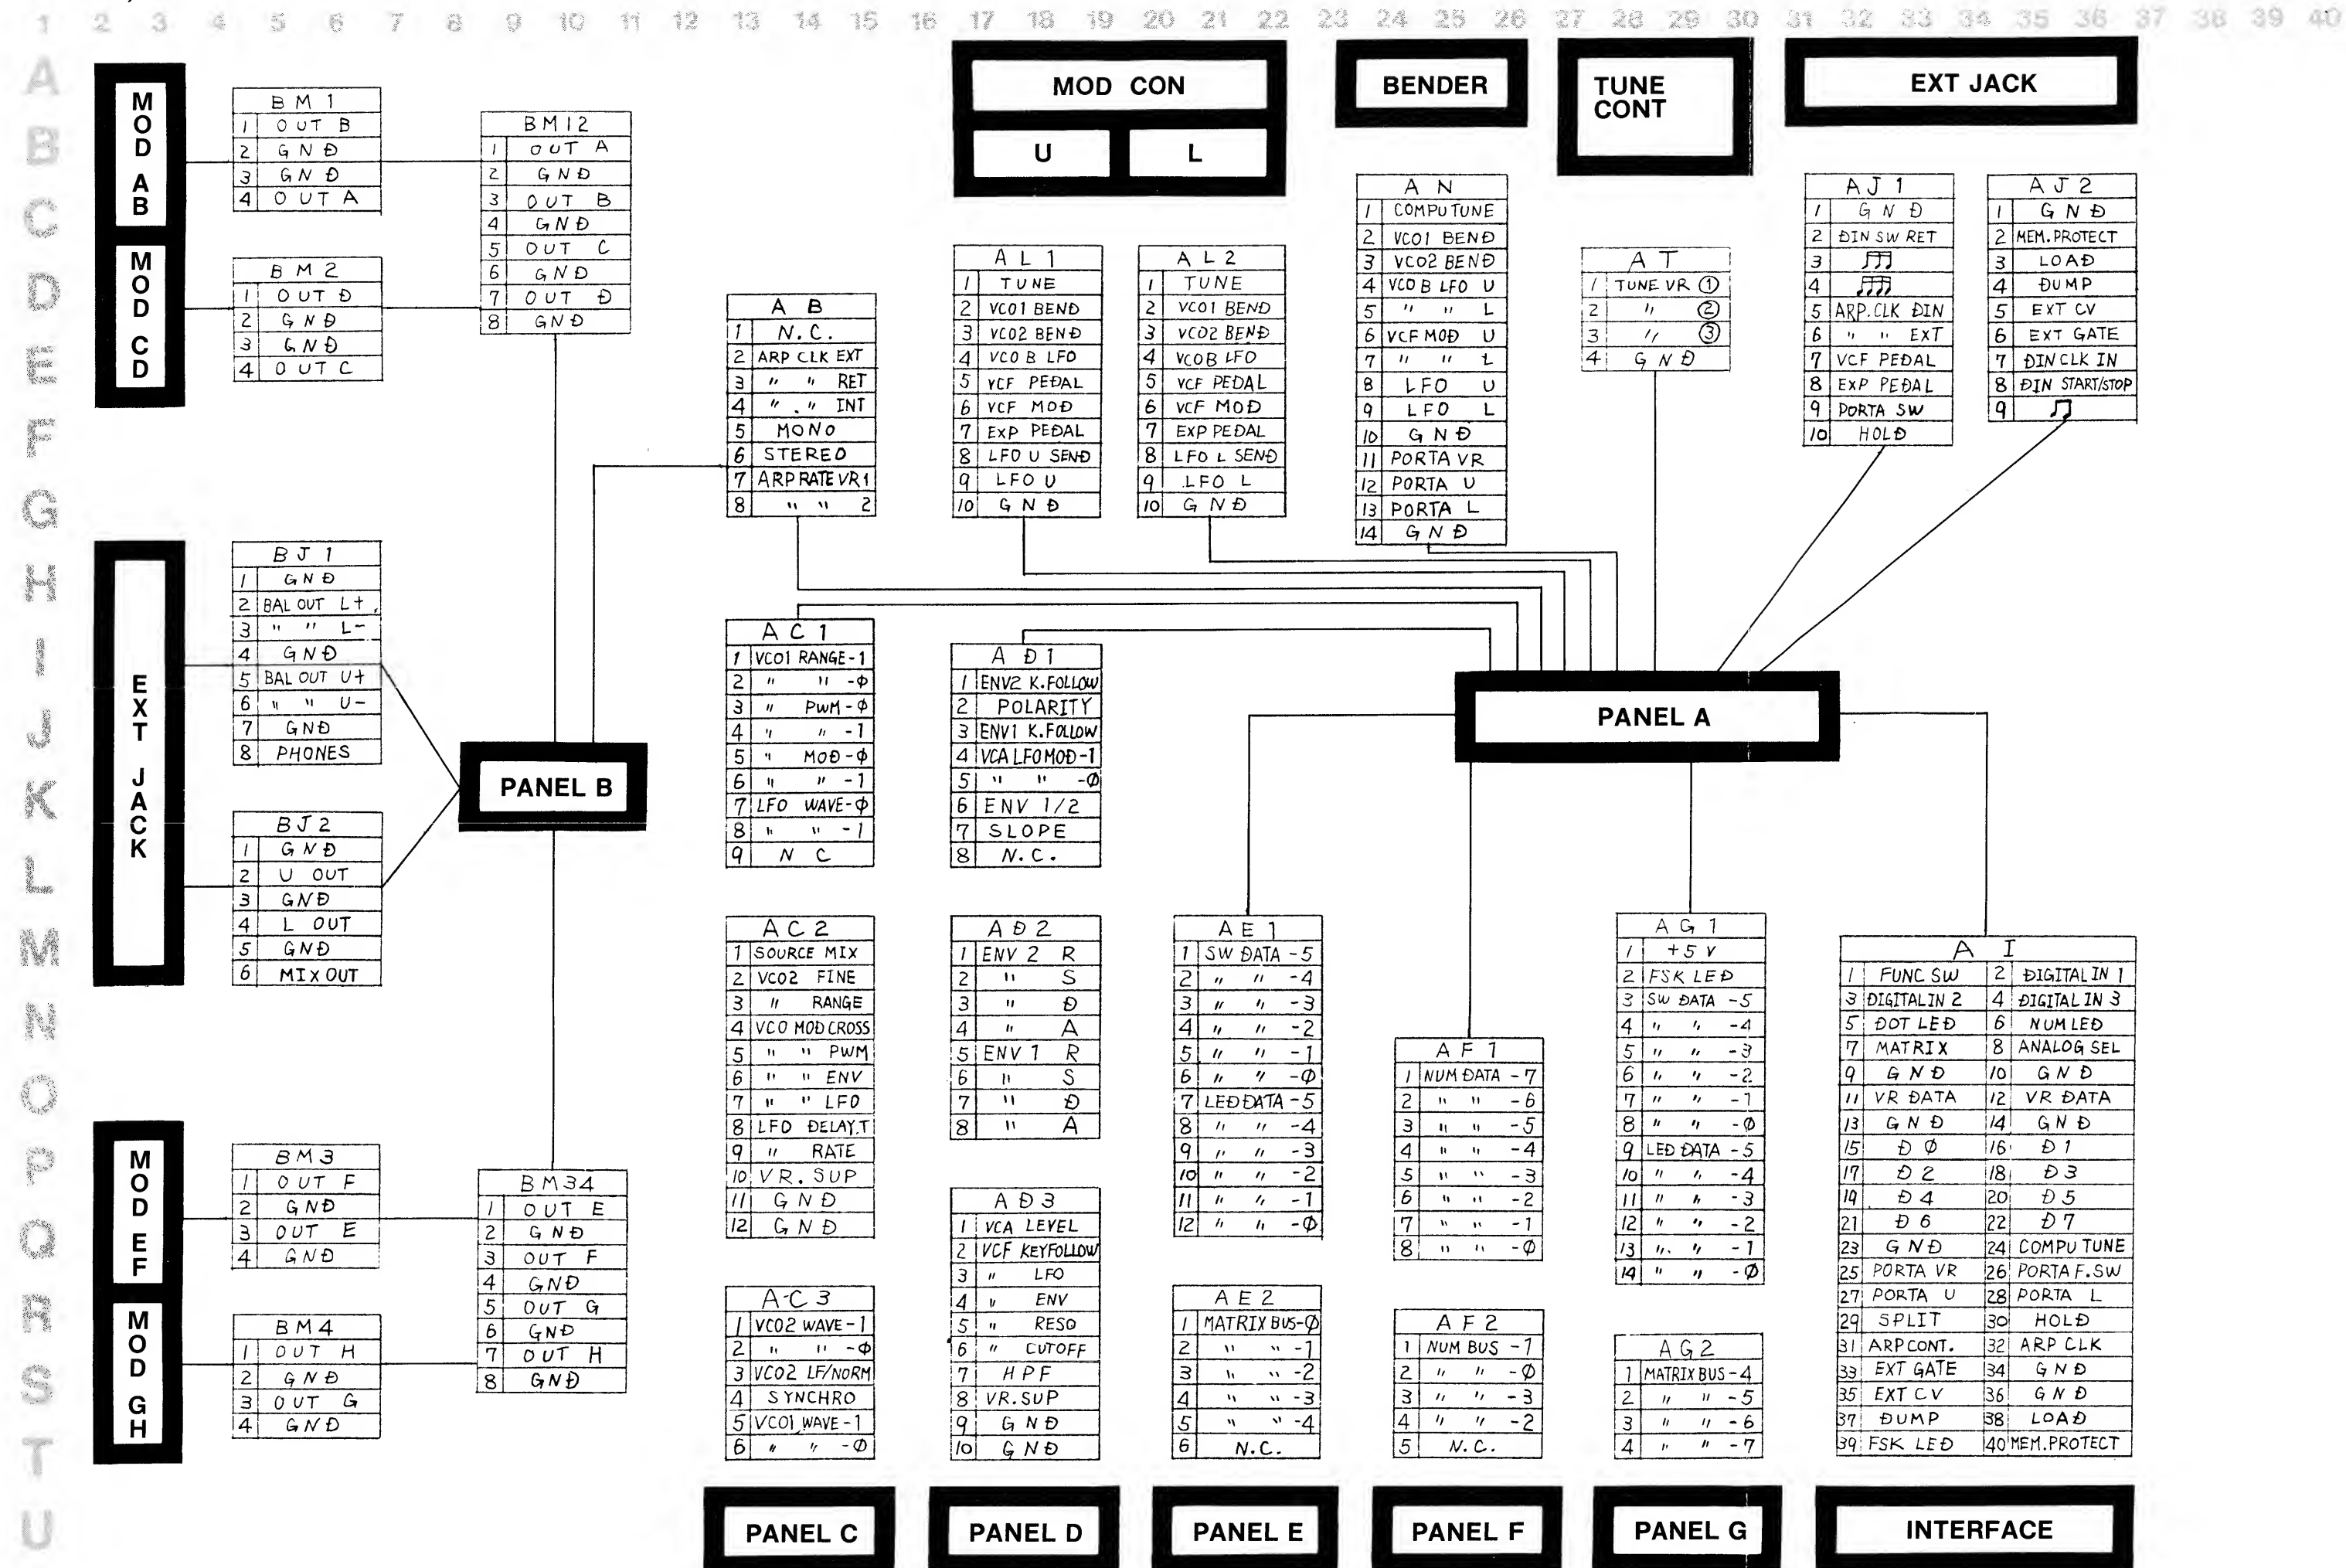 1 2 3 4 5 6 7 8 9 10 11 12 13 14 15 16 17 18 19 20 21 22 23 24 25 26 27 28 29 30 31 32 33 34 35 36 37 38 39 40
A
B
C
D
E
F
G
H
I
J
K
L
M
N
O
P
Q
R
S
T
U
MOD AB
MOD CD
BM1
1 OUT B
2 GND
3 GND
4 OUT A
BM2
1 OUT D
2 GND
3 GND
4 OUT C
BM12
1 OUT A
2 GND
3 OUT B
4 GND
5 OUT C
6 GND
7 OUT D
8 GND
EXT JACK
BJ1
1 GND
2 BAL OUT L+
3 " " L-
4 GND
5 BAL OUT U+
6 " " U-
7 GND
8 PHONES
BJ2
1 GND
2 U OUT
3 GND
4 L OUT
5 GND
6 MIX OUT
PANEL B
MOD EF
MOD GH
BM3
1 OUT F
2 GND
3 OUT E
4 GND
BM4
1 OUT H
2 GND
3 OUT G
4 GND
BM34
1 OUT E
2 GND
3 OUT F
4 GND
5 OUT G
6 GND
7 OUT H
8 GND
MOD CON
U
L
BENDER
TUNE
CONT
EXT JACK
AB
1 N.C.
2 ARP CLK EXT
3 " " RET
4 " " INT
5 MONO
6 STEREO
7 ARP RATE VR1
8 " " 2
AL1
1 TUNE
2 VCO1 BEND
3 VCO2 BEND
4 VCO B LFO
5 VCF PEDAL
6 VCF MOD
7 EXP PEDAL
8 LFO U SEND
9 LFO U
10 GND
AL2
1 TUNE
2 VCO1 BEND
3 VCO2 BEND
4 VCOB LFO
5 VCF PEDAL
6 VCF MOD
7 EXP PEDAL
8 LFO L SEND
9 LFO L
10 GND
AN
1 COMPUTUNE
2 VCO1 BEND
3 VCO2 BEND
4 VCOB LFO U
5 " " L
6 VCF MOD U
7 " " L
8 LFO U
9 LFO L
10 GND
11 PORTA VR
12 PORTA U
13 PORTA L
14 GND
AT
1 TUNE VR ①
2 " ②
3 " ③
4 GND
AJ1
1 GND
2 DIN SW RET
3
4
5 ARP.CLK DIN
6 " " EXT
7 VCF PEDAL
8 EXP PEDAL
9 PORTA SW
10 HOLD
AJ2
1 GND
2 MEM.PROTECT
3 LOAD
4 DUMP
5 EXT CV
6 EXT GATE
7 DIN CLK IN
8 DIN START/STOP
9 ♫
PANEL A
AC1
1 VCO1 RANGE-1
2 " " -Ø
3 " PWM-Ø
4 " " -1
5 " MOD-Ø
6 " " -1
7 LFO WAVE-Ø
8 " " -1
9 N C
AC2
1 SOURCE MIX
2 VCO2 FINE
3 " RANGE
4 VCO MOD CROSS
5 " " PWM
6 " " ENV
7 " " LFO
8 LFO DELAY.T
9 " RATE
10 VR. SUP
11 GND
12 GND
A-C3
1 VCO2 WAVE-1
2 " " -Ø
3 VCO2 LF/NORM
4 SYNCHRO
5 VCO1 WAVE-1
6 " " -Ø
AD1
1 ENV2 K.FOLLOW
2 POLARITY
3 ENV1 K.FOLLOW
4 VCA LFO MOD-1
5 " " -Ø
6 ENV 1/2
7 SLOPE
8 N.C.
AD2
1 ENV 2 R
2 " S
3 " D
4 " A
5 ENV 1 R
6 " S
7 " D
8 " A
AD3
1 VCA LEVEL
2 VCF KEYFOLLOW
3 " LFO
4 " ENV
5 " RESO
6 " CUTOFF
7 HPF
8 VR.SUP
9 GND
10 GND
AE1
1 SW DATA -5
2 " " -4
3 " " -3
4 " " -2
5 " " -1
6 " " -Ø
7 LED DATA -5
8 " " -4
9 " " -3
10 " " -2
11 " " -1
12 " " -Ø
AE2
1 MATRIX BUS-Ø
2 " " -1
3 " " -2
4 " " -3
5 " " -4
6 N.C.
AF1
1 NUM DATA -7
2 " " -6
3 " " -5
4 " " -4
5 " " -3
6 " " -2
7 " " -1
8 " " -Ø
AF2
1 NUM BUS -1
2 " " -Ø
3 " " -3
4 " " -2
5 N.C.
AG1
1 +5 V
2 FSK LED
3 SW DATA -5
4 " " -4
5 " " -3
6 " " -2
7 " " -1
8 " " -Ø
9 LED DATA -5
10 " " -4
11 " " -3
12 " " -2
13 " " -1
14 " " -Ø
AG2
1 MATRIX BUS-4
2 " " -5
3 " " -6
4 " " -7
AI
1 FUNC SW 2 DIGITAL IN 1
3 DIGITAL IN 2 4 DIGITAL IN 3
5 DOT LED 6 NUM LED
7 MATRIX 8 ANALOG SEL
9 GND 10 GND
11 VR DATA 12 VR DATA
13 GND 14 GND
15 D Ø 16 D 1
17 D 2 18 D 3
19 D 4 20 D 5
21 D 6 22 D 7
23 GND 24 COMPU TUNE
25 PORTA VR 26 PORTA F.SW
27 PORTA U 28 PORTA L
29 SPLIT 30 HOLD
31 ARP CONT. 32 ARP CLK
33 EXT GATE 34 GND
35 EXT CV 36 GND
37 DUMP 38 LOAD
39 FSK LED 40 MEM.PROTECT
PANEL C
PANEL D
PANEL E
PANEL F
PANEL G
INTERFACE